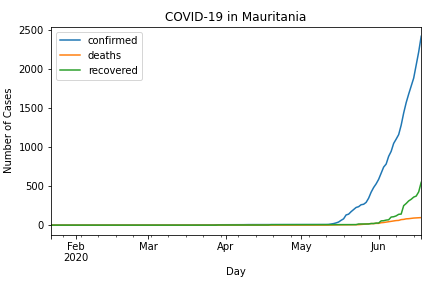 COVID-19 in Mauritania
confirmed
deaths
recovered
Number of Cases
2500
2000
1500
1000
500
0
Feb Mar Apr May Jun
2020
Day